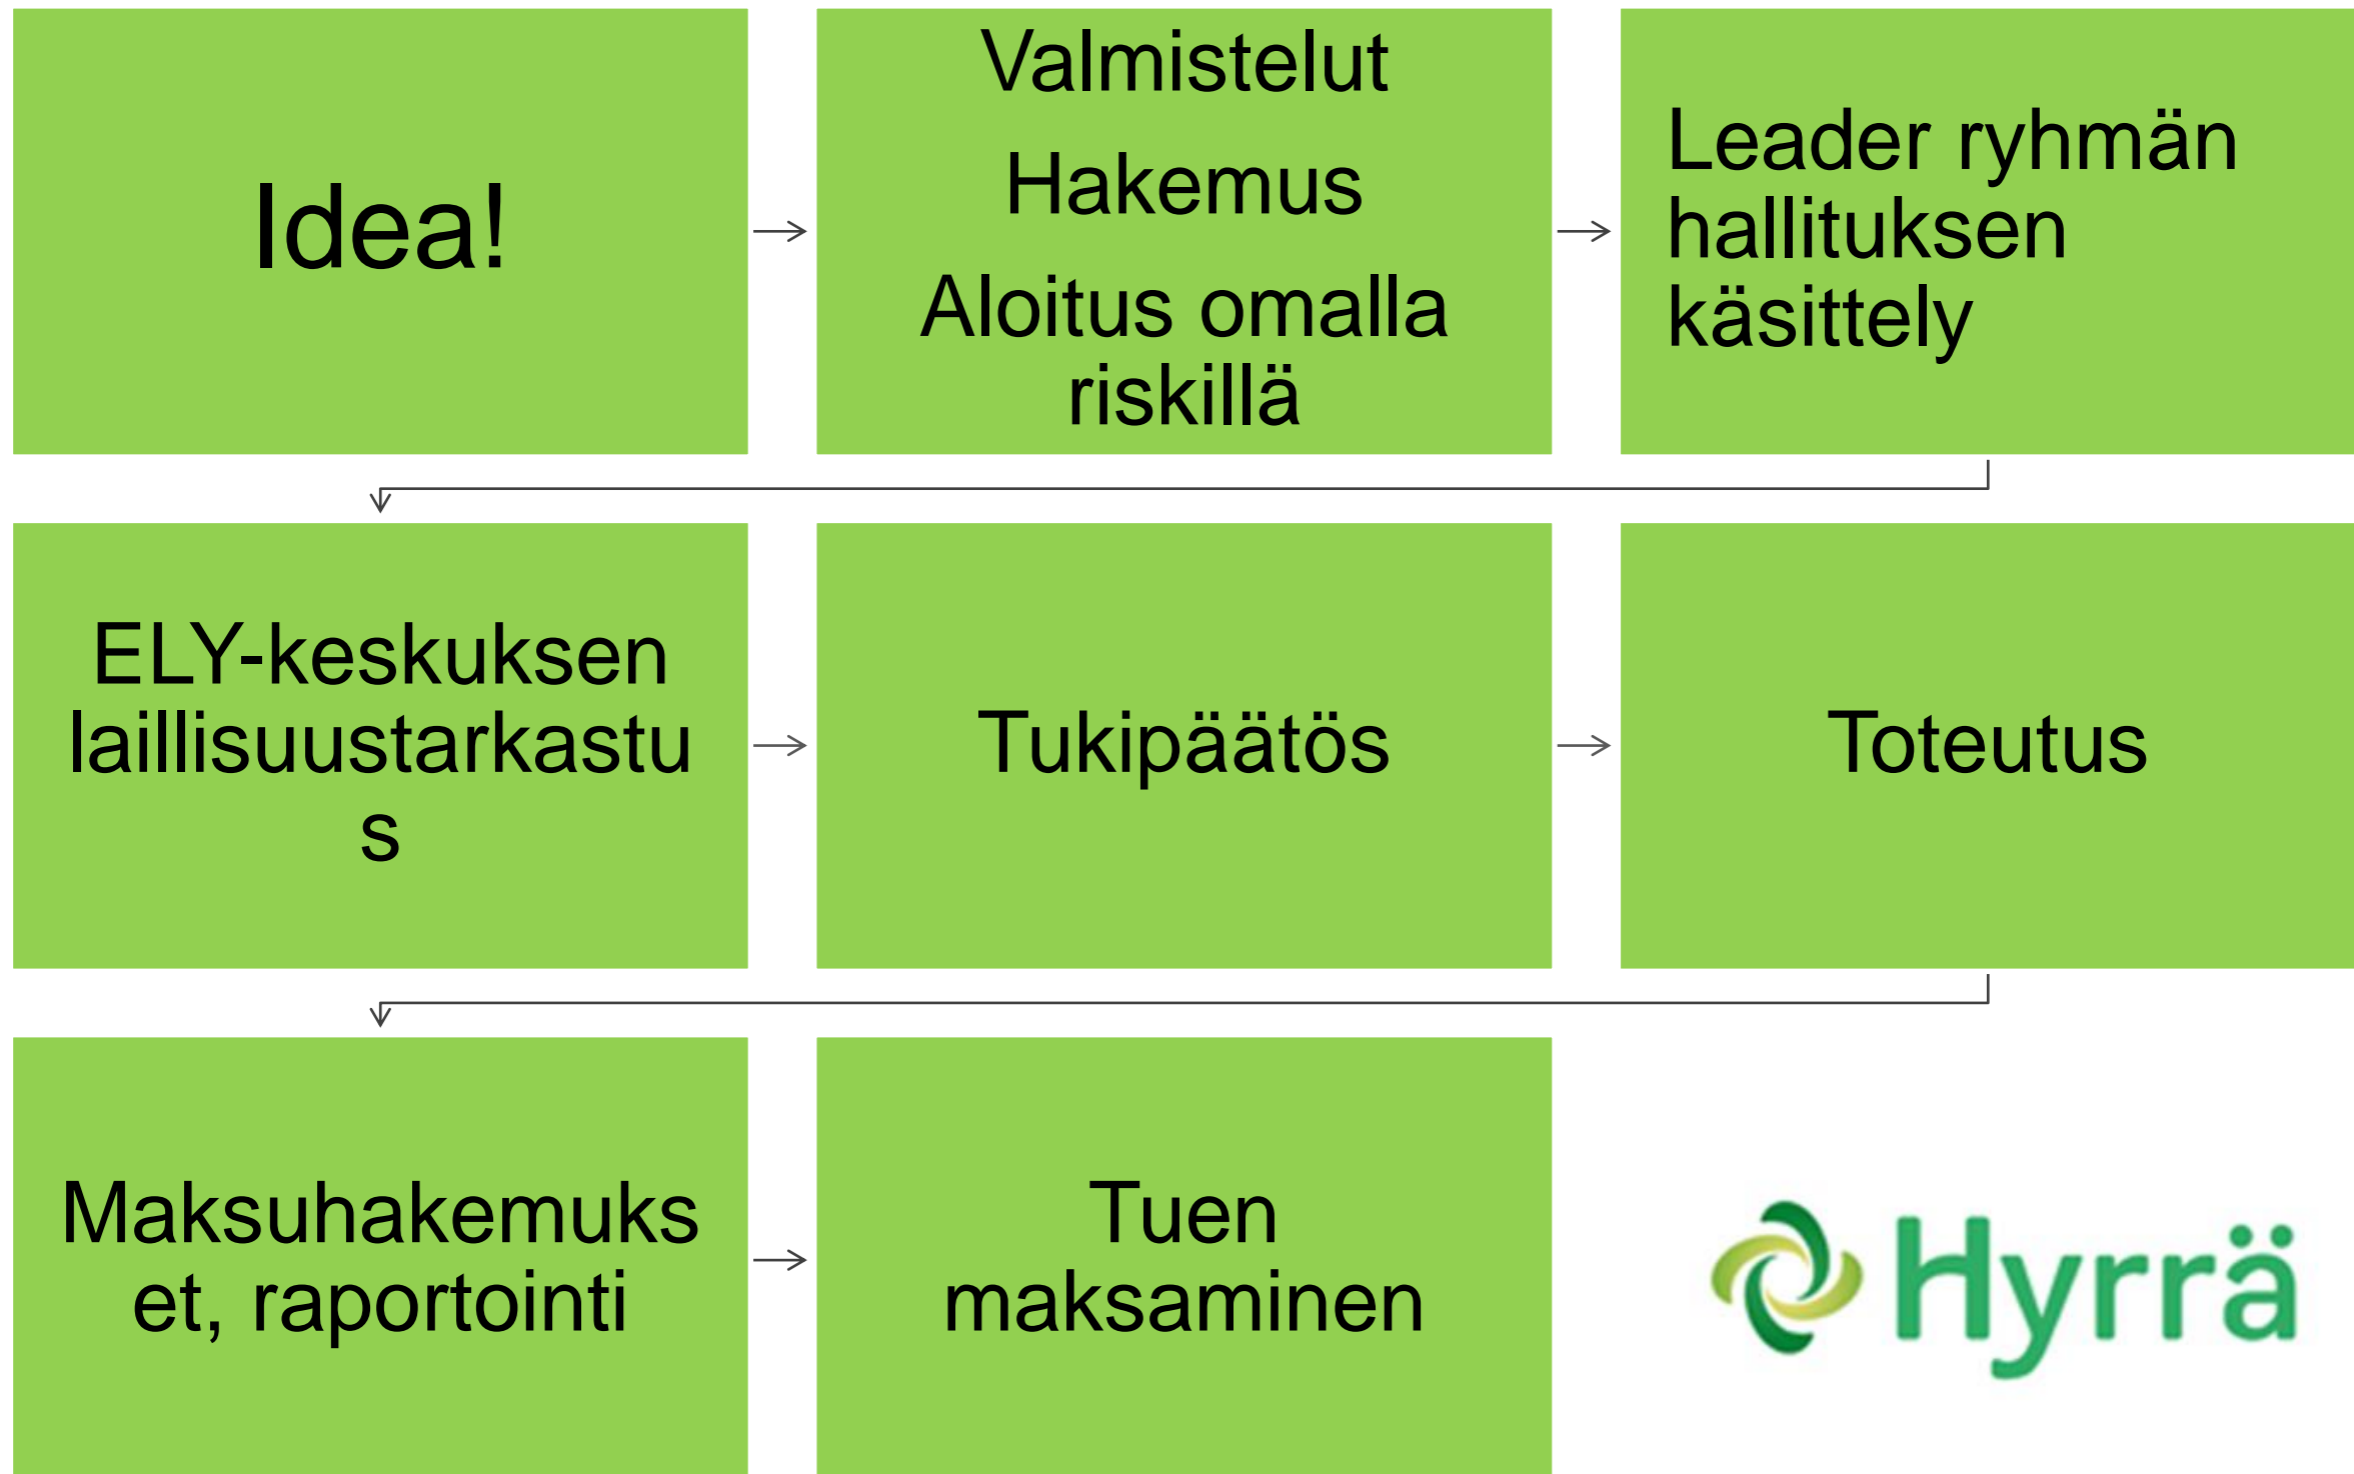 Idea!
Valmistelut
Hakemus
Aloitus omalla
riskillä
Leader ryhmän
hallituksen
käsittely
ELY-keskuksen
laillisuustarkastu
s
Tukipäätös
Toteutus
Maksuhakemuks
et, raportointi
Tuen
maksaminen
Hyrrä